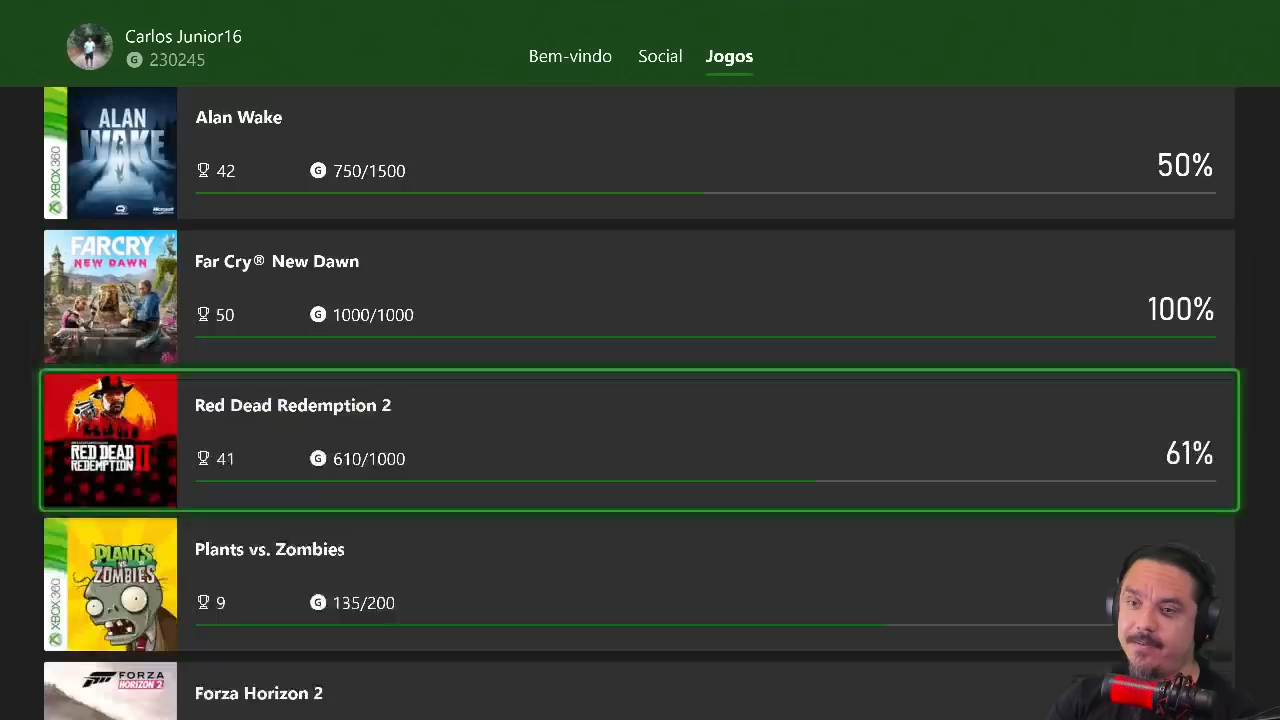 Carlos Junior16
G 230245
Bem-vindo Social Jogos
XBOX 360
ALAN
WAKE
Alan Wake
42 G 750/1500
50%
FARCRY
NEW DAWN
Far Cry® New Dawn
50 G 1000/1000
100%
RED DEAD
REDEMPTION II
Red Dead Redemption 2
41 G 610/1000
61%
XBOX 360
PLANTS
VS.
ZOMBIES
Plants vs. Zombies
9 G 135/200
FORZA
HORIZON 2
Forza Horizon 2